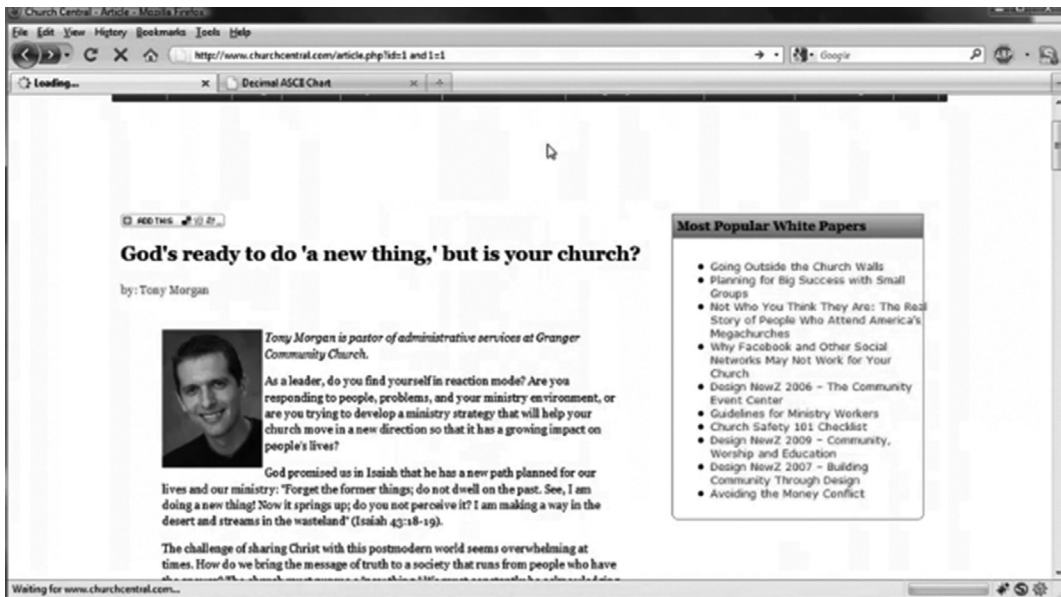 Church Central - Article - Mozilla Firefox
File Edit View History Bookmarks Tools Help
http://www.churchcentral.com/article.php?id=1 and 1=1
Google
Loading...
Decimal ASCII Chart
ADD THIS
God's ready to do 'a new thing,' but is your church?
by: Tony Morgan
Tony Morgan is pastor of administrative services at Granger
Community Church.
As a leader, do you find yourself in reaction mode? Are you
responding to people, problems, and your ministry environment, or
are you trying to develop a ministry strategy that will help your
church move in a new direction so that it has a growing impact on
people's lives?
God promised us in Isaiah that he has a new path planned for our
lives and our ministry: "Forget the former things; do not dwell on the past. See, I am
doing a new thing! Now it springs up; do you not perceive it? I am making a way in the
desert and streams in the wasteland" (Isaiah 43:18-19).
The challenge of sharing Christ with this postmodern world seems overwhelming at
times. How do we bring the message of truth to a society that runs from people who have
Most Popular White Papers
Going Outside the Church Walls
Planning for Big Success with Small
Groups
Not Who You Think They Are: The Real
Story of People Who Attend America's
Megachurches
Why Facebook and Other Social
Networks May Not Work for Your
Church
Design NewZ 2006 – The Community
Event Center
Guidelines for Ministry Workers
Church Safety 101 Checklist
Design NewZ 2009 – Community,
Worship and Education
Design NewZ 2007 – Building
Community Through Design
Avoiding the Money Conflict
Waiting for www.churchcentral.com...